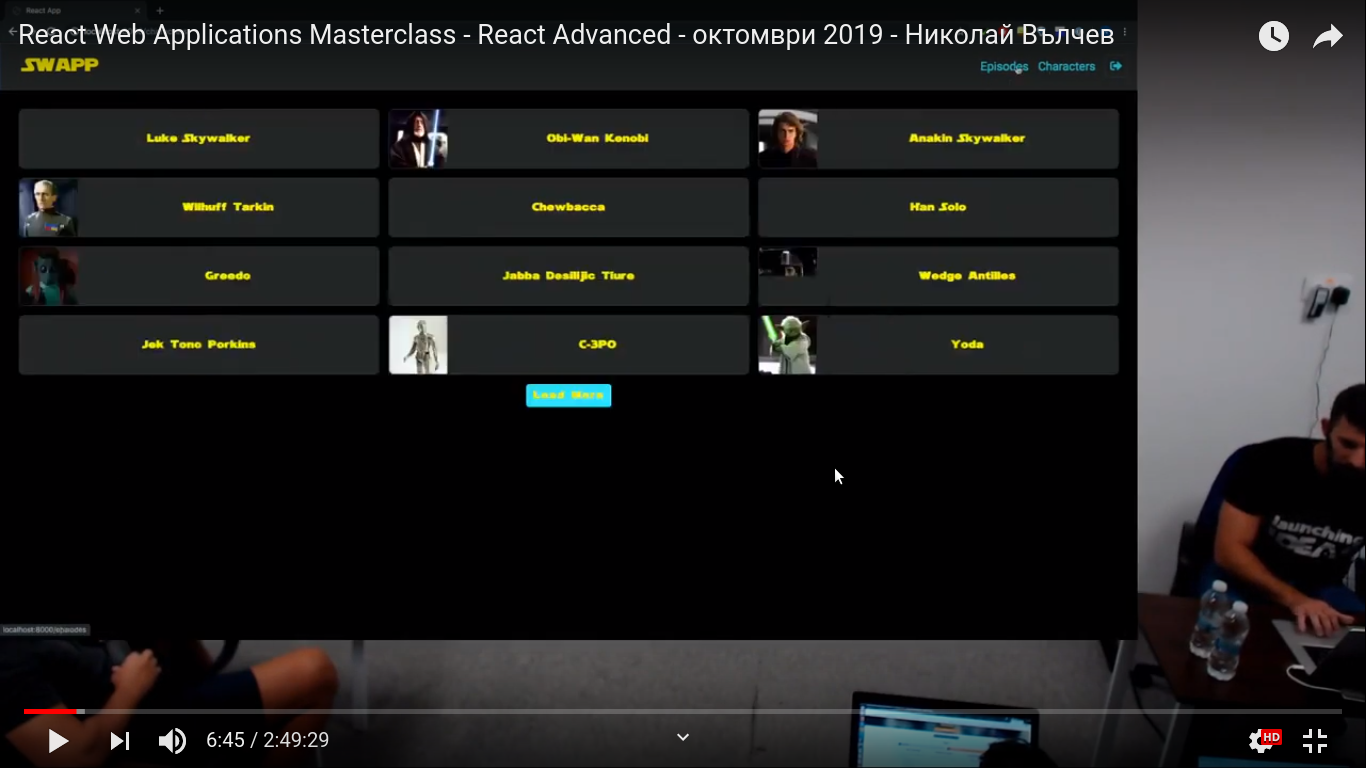 React App
React Web Applications Masterclass - React Advanced - октомври 2019 - Николай Вълчев
SWAPP
Episodes Characters
Luke Skywalker
Obi-Wan Kenobi
Anakin Skywalker
Wilhuff Tarkin
Chewbacca
Han Solo
Greedo
Jabba Desilijic Tiure
Wedge Antilles
Jek Tono Porkins
C-3PO
Yoda
Load More
launching
localhost:8000/episodes
6:45 / 2:49:29
HD